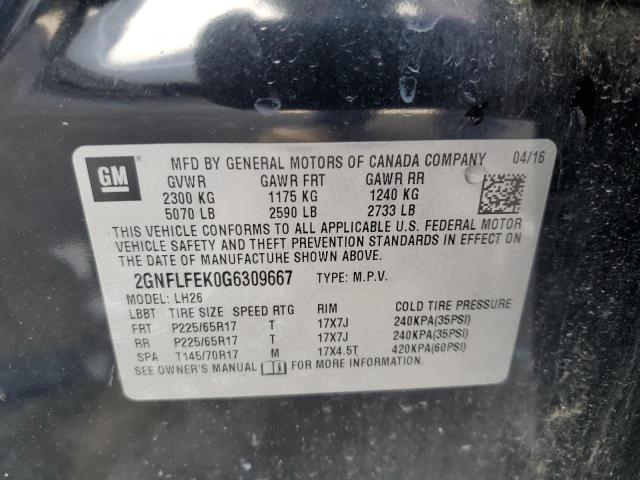 GM
MFD BY GENERAL MOTORS OF CANADA COMPANY 04/16
GVWR GAWR FRT GAWR RR
2300 KG 1175 KG 1240 KG
5070 LB 2590 LB 2733 LB
THIS VEHICLE CONFORMS TO ALL APPLICABLE U.S. FEDERAL MOTOR
VEHICLE SAFETY AND THEFT PREVENTION STANDARDS IN EFFECT ON
THE DATE OF MANUFACTURE SHOWN ABOVE.
2GNFLFEK0G6309667 TYPE: M.P.V.
MODEL: LH26
LBBT TIRE SIZE SPEED RTG RIM COLD TIRE PRESSURE
FRT P225/65R17 T 17X7J 240KPA(35PSI)
RR P225/65R17 T 17X7J 240KPA(35PSI)
SPA T145/70R17 M 17X4.5T 420KPA(60PSI)
SEE OWNER'S MANUAL FOR MORE INFORMATION.